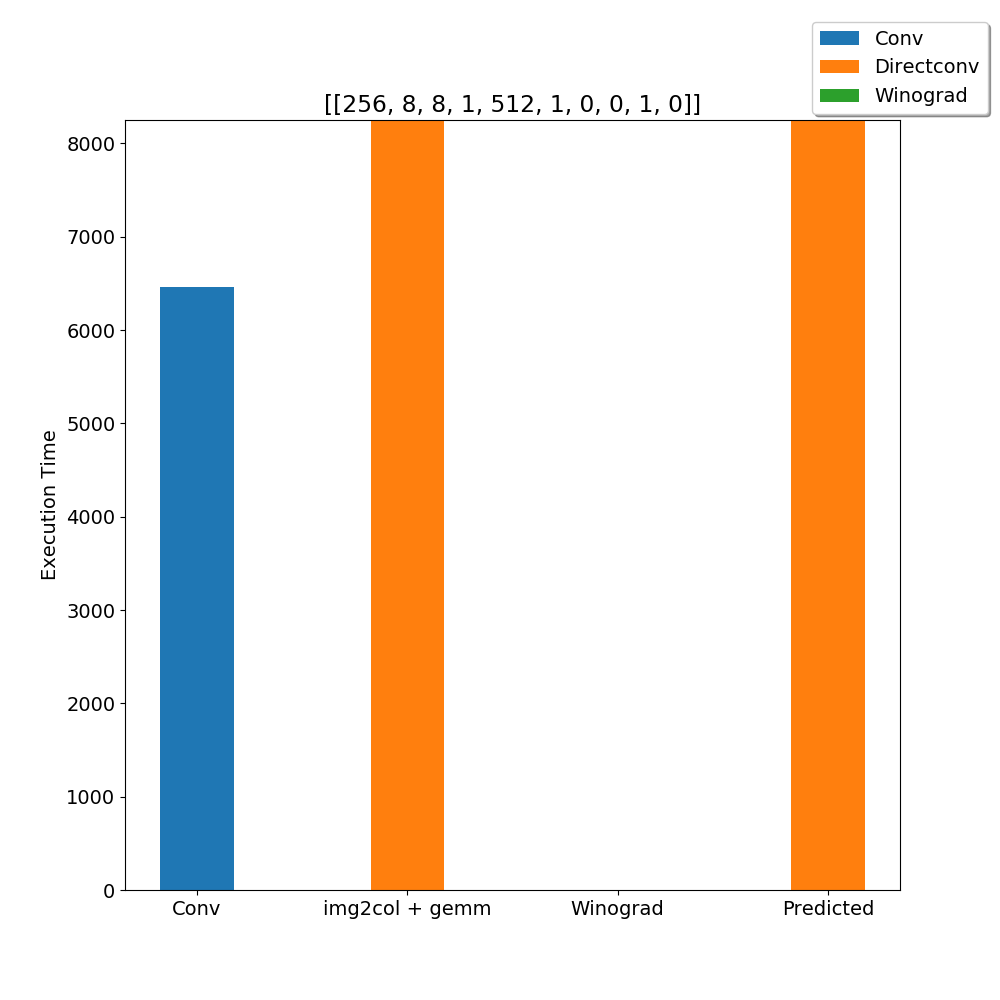 Conv
Directconv
Winograd
[[256, 8, 8, 1, 512, 1, 0, 0, 1, 0]]
8000
7000
6000
5000
4000
3000
2000
1000
0
Execution Time
Conv img2col + gemm Winograd Predicted